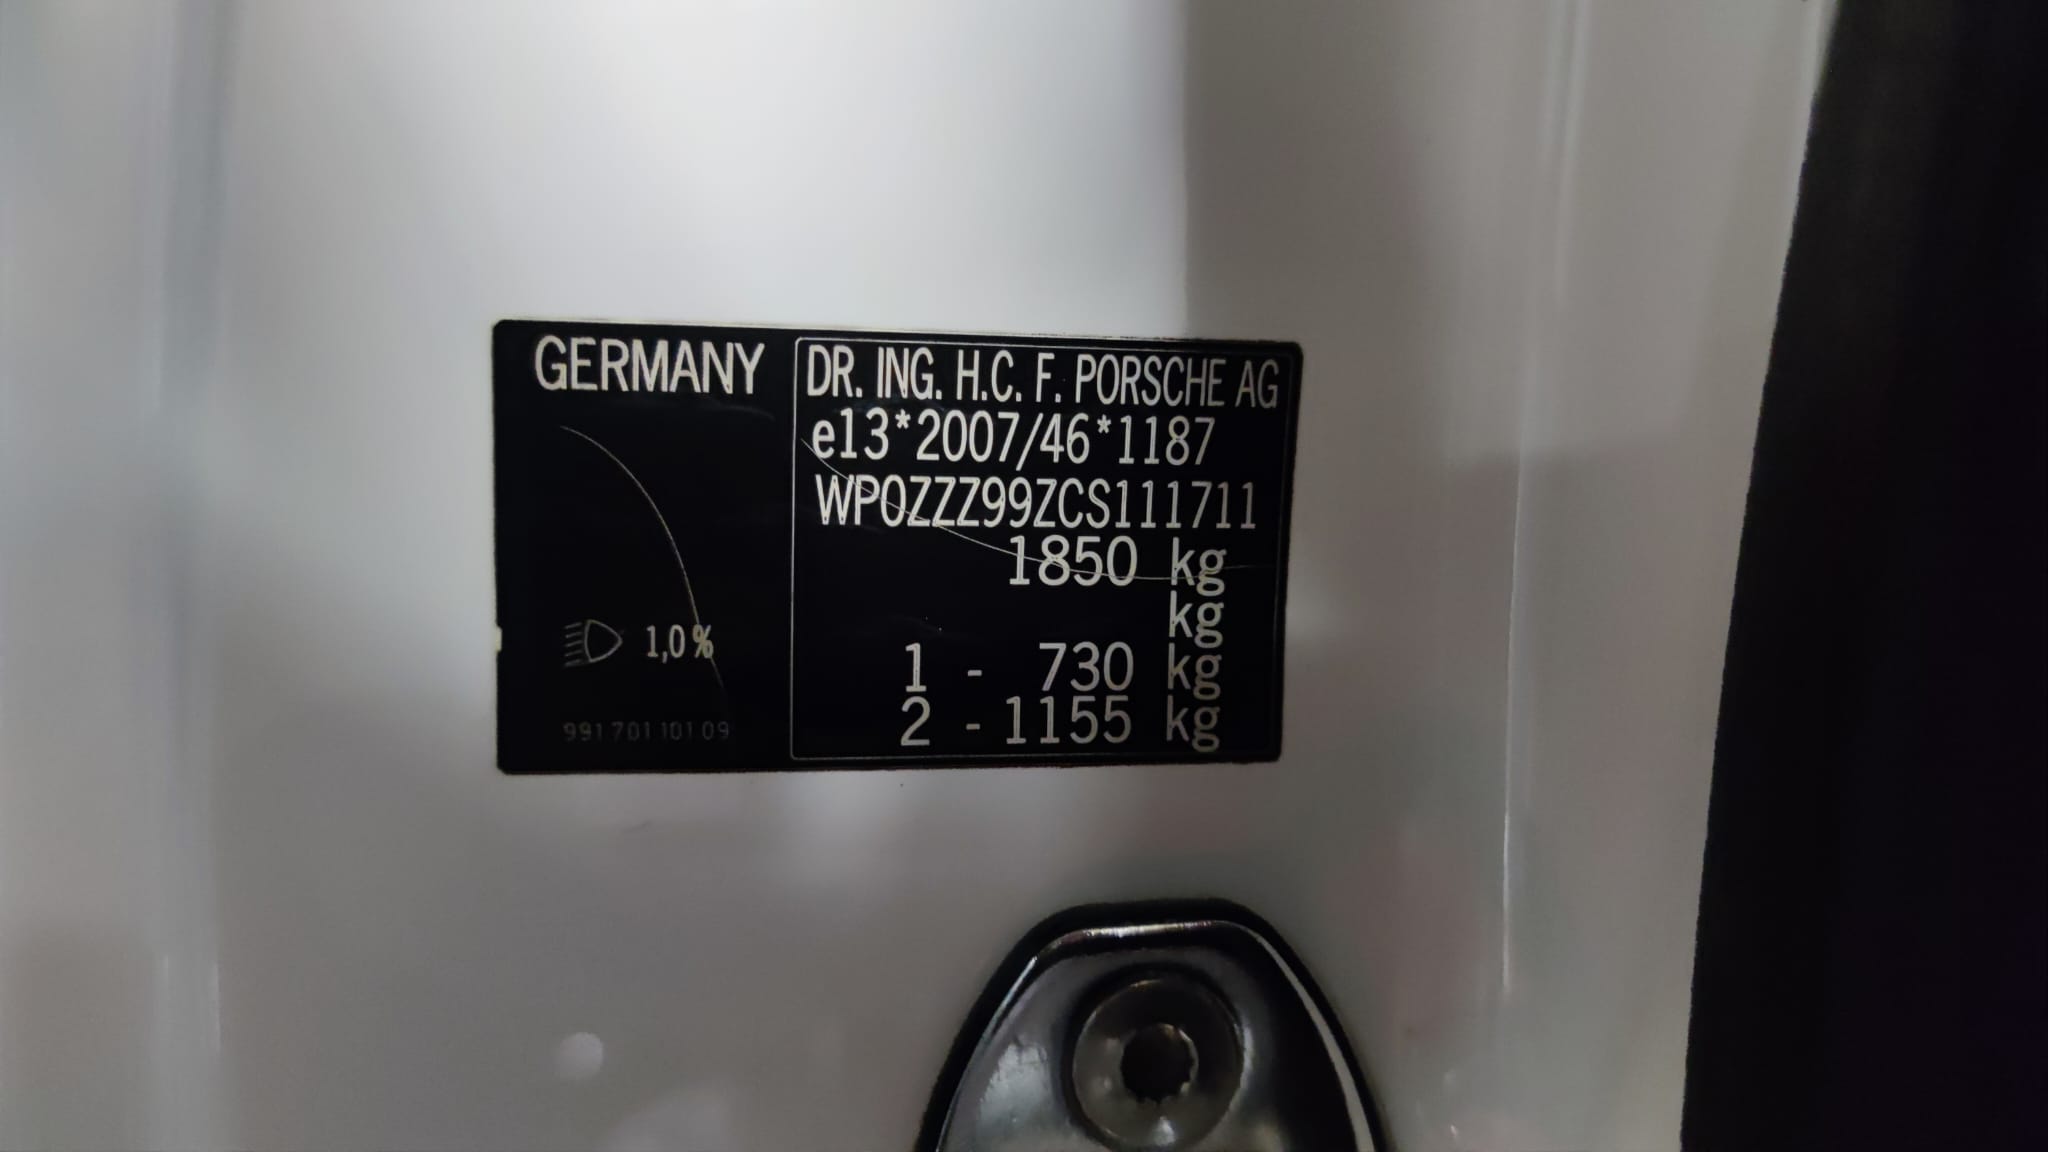 GERMANY
1,0%
991 701 101 09
DR. ING. H.C. F. PORSCHE AG
e13*2007/46*1187
WP0ZZZ99ZCS111711
1850 kg
kg
1 - 730 kg
2 - 1155 kg